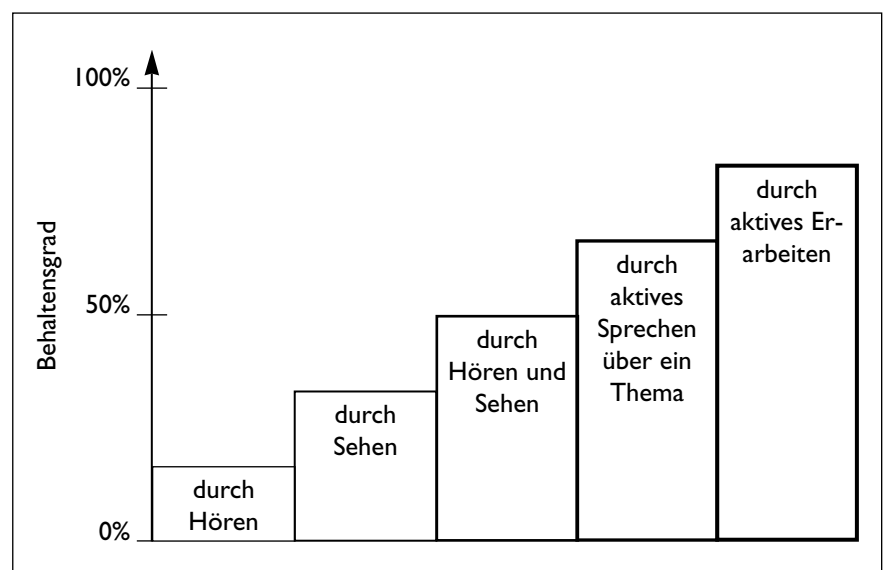 100%
50%
0%
Behaltensgrad
durch
Hören
durch
Sehen
durch
Hören und
Sehen
durch
aktives
Sprechen
über ein
Thema
durch
aktives Er-
arbeiten